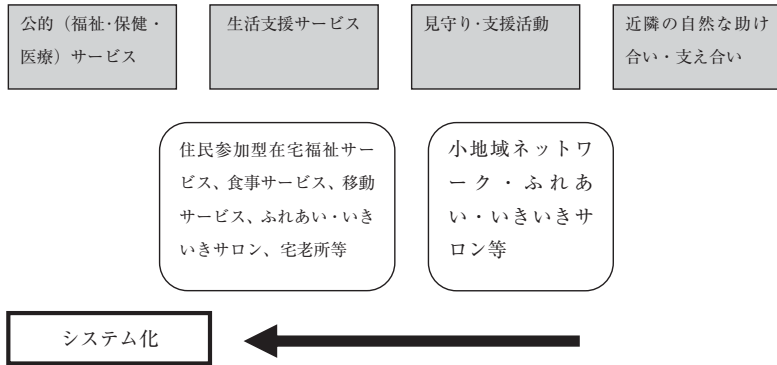 公的（福祉･保健・
医療）サービス
生活支援サービス
見守り･支援活動
近隣の自然な助け
合い・支え合い
住民参加型在宅福祉サー
ビス、食事サービス、移動
サービス、ふれあい・いき
いきサロン、宅老所等
小地域ネットワ
ーク・ふれあ
い・いきいきサ
ロン等
システム化